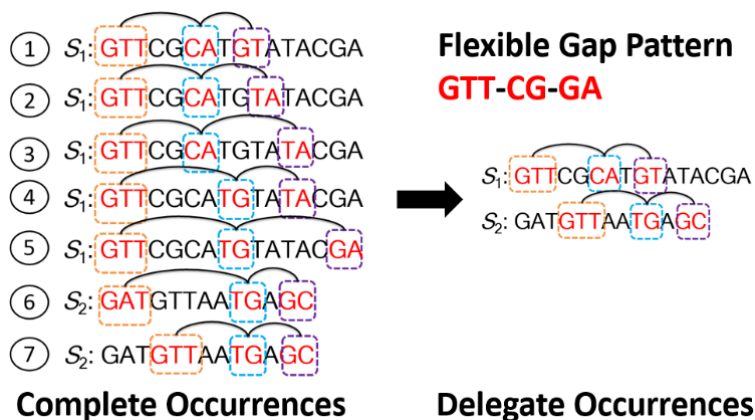 1 S1: GTTCGCATGTATACGA
2 S1: GTTCGCATGTATACGA
3 S1: GTTCGCATGTATACGA
4 S1: GTTCGCATGTATACGA
5 S1: GTTCGCATGTATACGA
6 S2: GATGTTAATGAGC
7 S2: GATGTTAATGAGC
Complete Occurrences
Flexible Gap Pattern
GTT-CG-GA
S1: GTTCGCATGTATACGA
S2: GATGTTAATGAGC
Delegate Occurrences